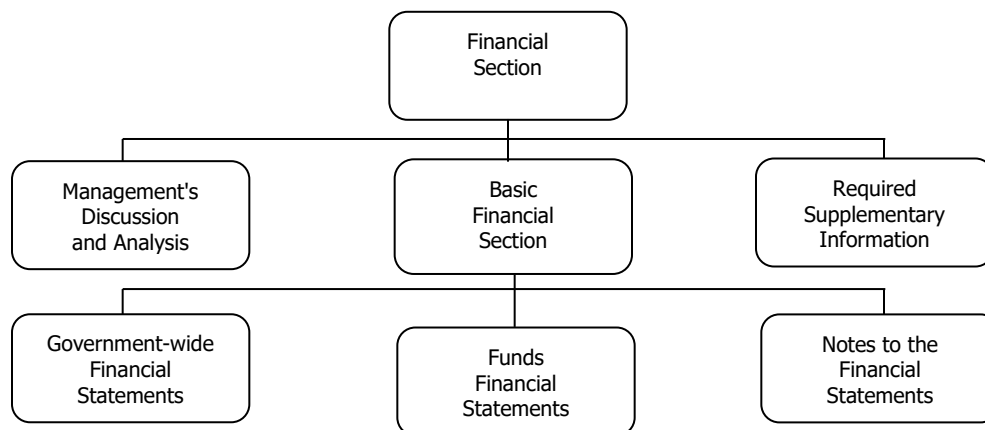 Financial
Section
Management's
Discussion
and Analysis
Basic
Financial
Section
Required
Supplementary
Information
Government-wide
Financial
Statements
Funds
Financial
Statements
Notes to the
Financial
Statements